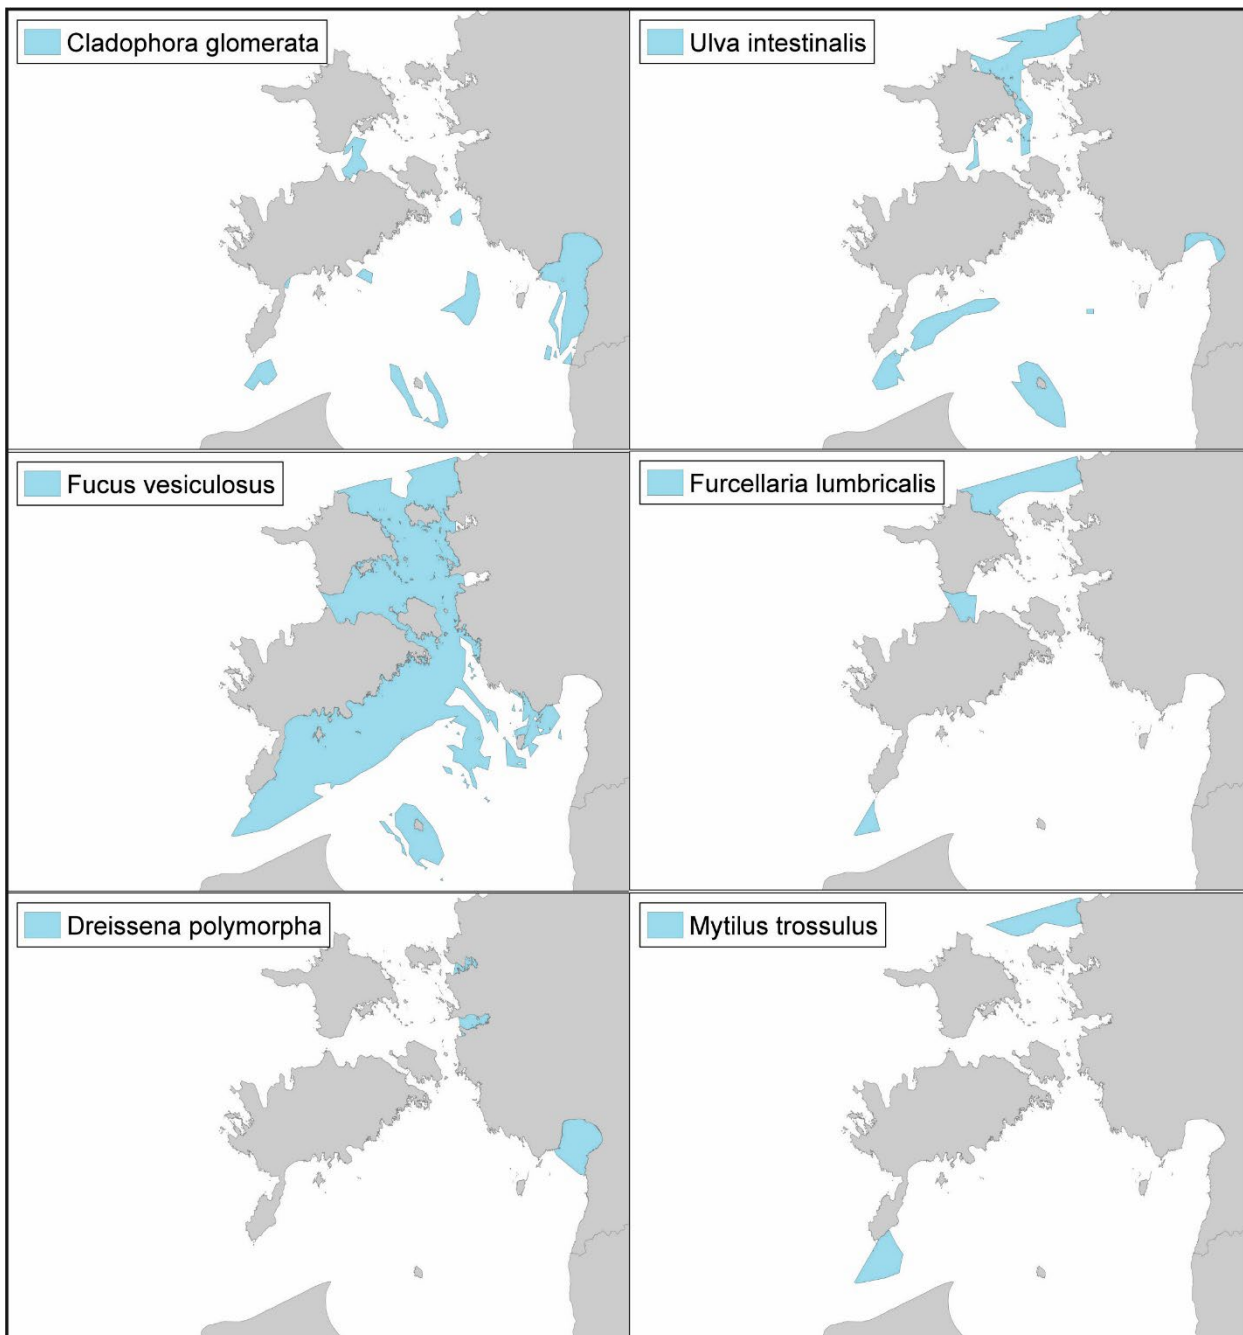 Cladophora glomerata
Ulva intestinalis
Fucus vesiculosus
Furcellaria lumbricalis
Dreissena polymorpha
Mytilus trossulus